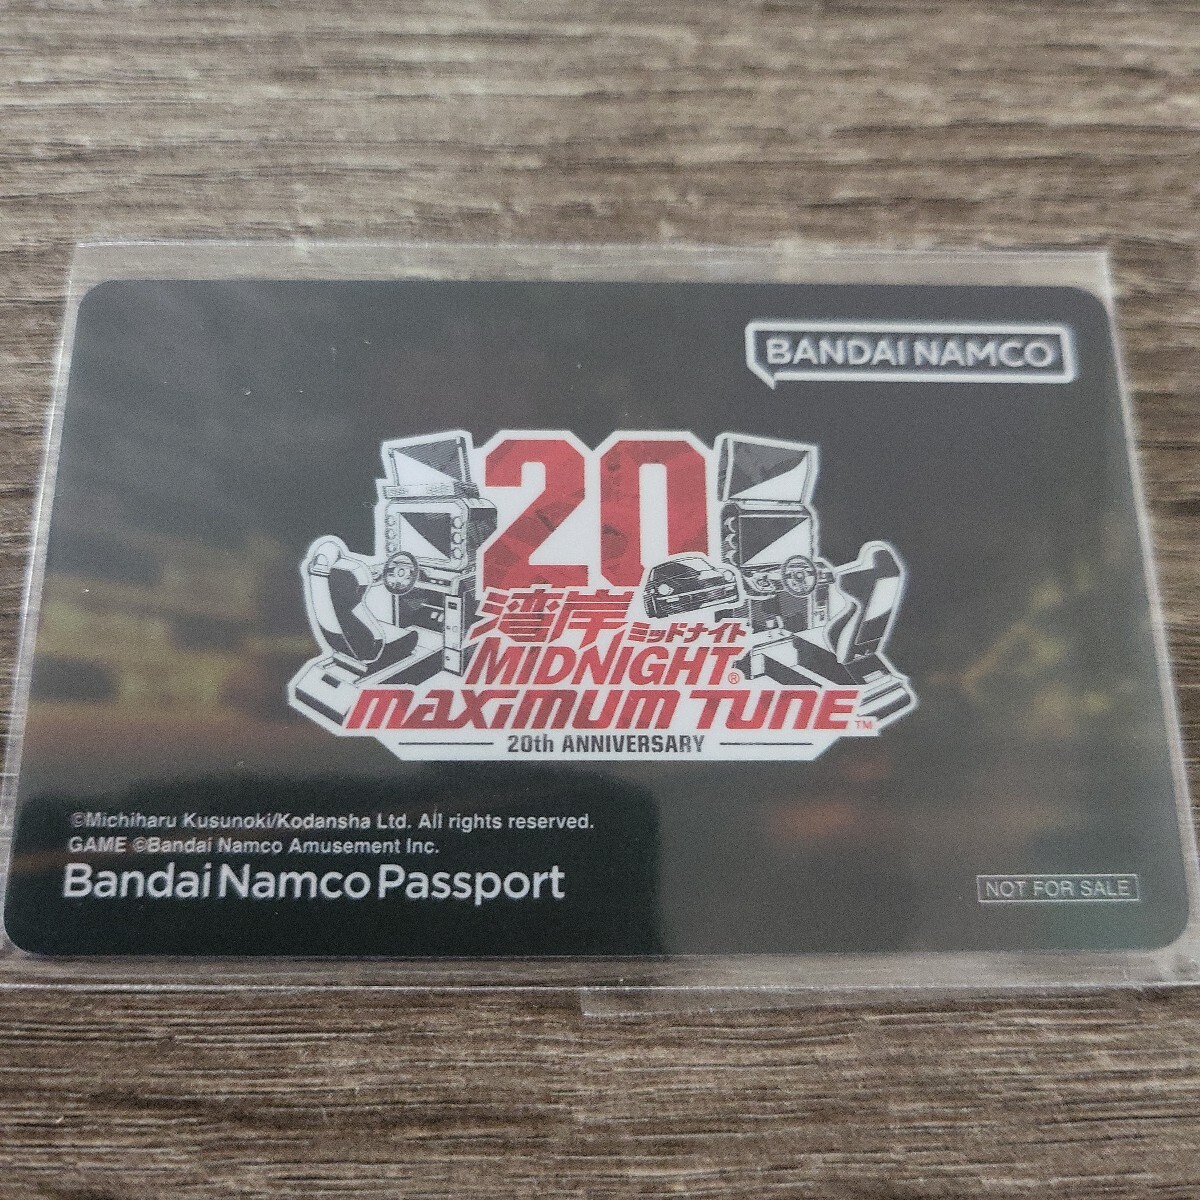 BANDAI NAMCO
20
湾岸ミッドナイト
MIDNIGHT®
MAXIMUM TUNE™
20th ANNIVERSARY
©Michiharu Kusunoki/Kodansha Ltd. All rights reserved.
GAME ©Bandai Namco Amusement Inc.
Bandai Namco Passport
NOT FOR SALE